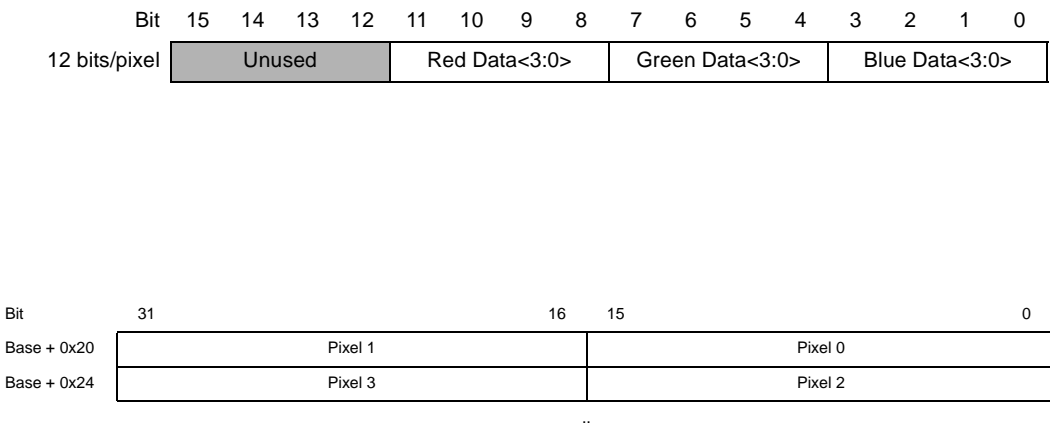 Bit 15 14 13 12 11 10 9 8 7 6 5 4 3 2 1 0
12 bits/pixel Unused Red Data<3:0> Green Data<3:0> Blue Data<3:0>
Bit 31 16 15 0
Base + 0x20 Pixel 1 Pixel 0
Base + 0x24 Pixel 3 Pixel 2